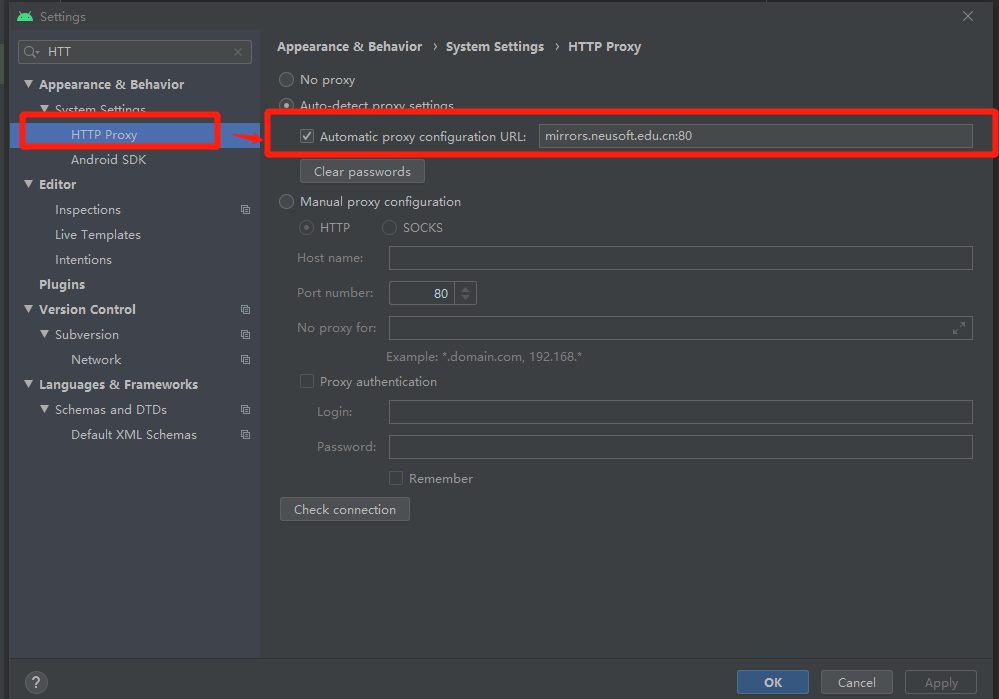 Settings
HTT
Appearance & Behavior
System Settings
HTTP Proxy
Android SDK
Editor
Inspections
Live Templates
Intentions
Plugins
Version Control
Subversion
Network
Languages & Frameworks
Schemas and DTDs
Default XML Schemas
Appearance & Behavior › System Settings › HTTP Proxy
No proxy
Auto-detect proxy settings
Automatic proxy configuration URL: mirrors.neusoft.edu.cn:80
Clear passwords
Manual proxy configuration
HTTP SOCKS
Host name:
Port number: 80
No proxy for:
Example: *.domain.com, 192.168.*
Proxy authentication
Login:
Password:
Remember
Check connection
? OK Cancel Apply